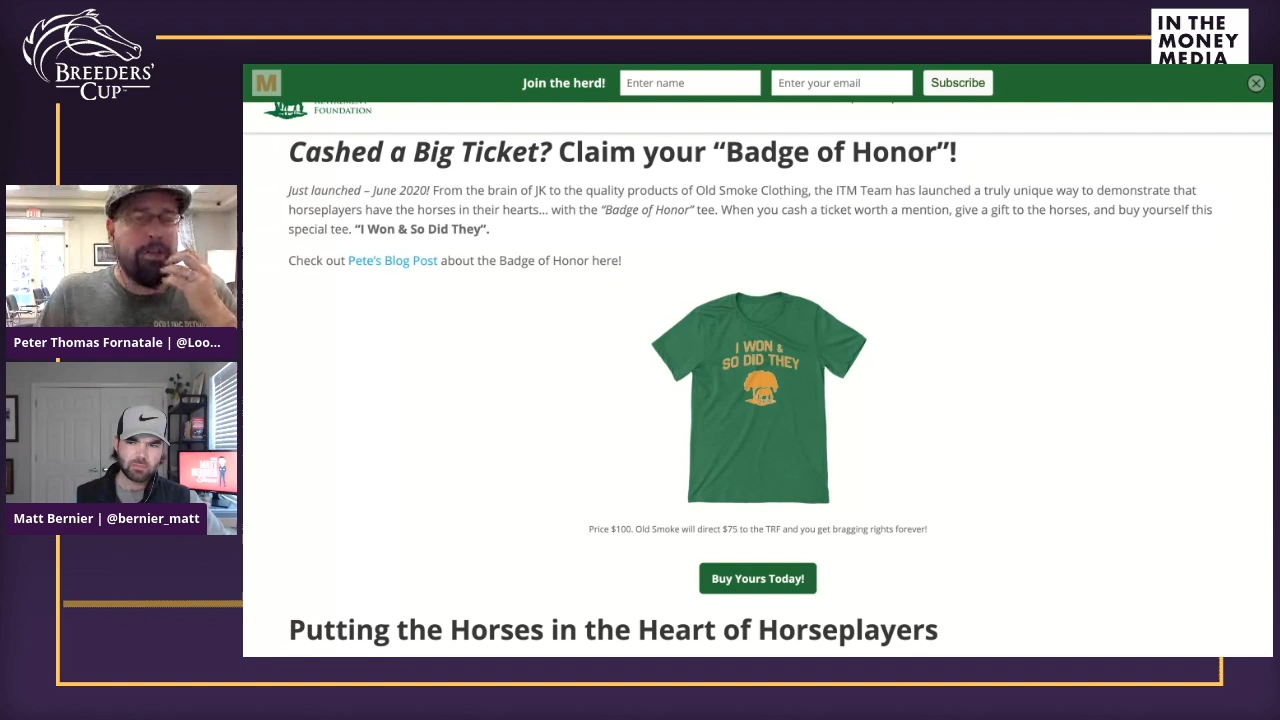 BREEDERS'
CUP
IN THE
MONEY
MEDIA
M
Join the herd!
Enter name
Enter your email
Subscribe
FOUNDATION
Cashed a Big Ticket? Claim your “Badge of Honor”!
Just launched – June 2020! From the brain of JK to the quality products of Old Smoke Clothing, the ITM Team has launched a truly unique way to demonstrate that
horseplayers have the horses in their hearts... with the “Badge of Honor” tee. When you cash a ticket worth a mention, give a gift to the horses, and buy yourself this
special tee. “I Won & So Did They”.
Check out Pete's Blog Post about the Badge of Honor here!
I WON &
SO DID THEY
Price $100. Old Smoke will direct $75 to the TRF and you get bragging rights forever!
Buy Yours Today!
Putting the Horses in the Heart of Horseplayers
Peter Thomas Fornatale | @Loo...
Matt Bernier | @bernier_matt